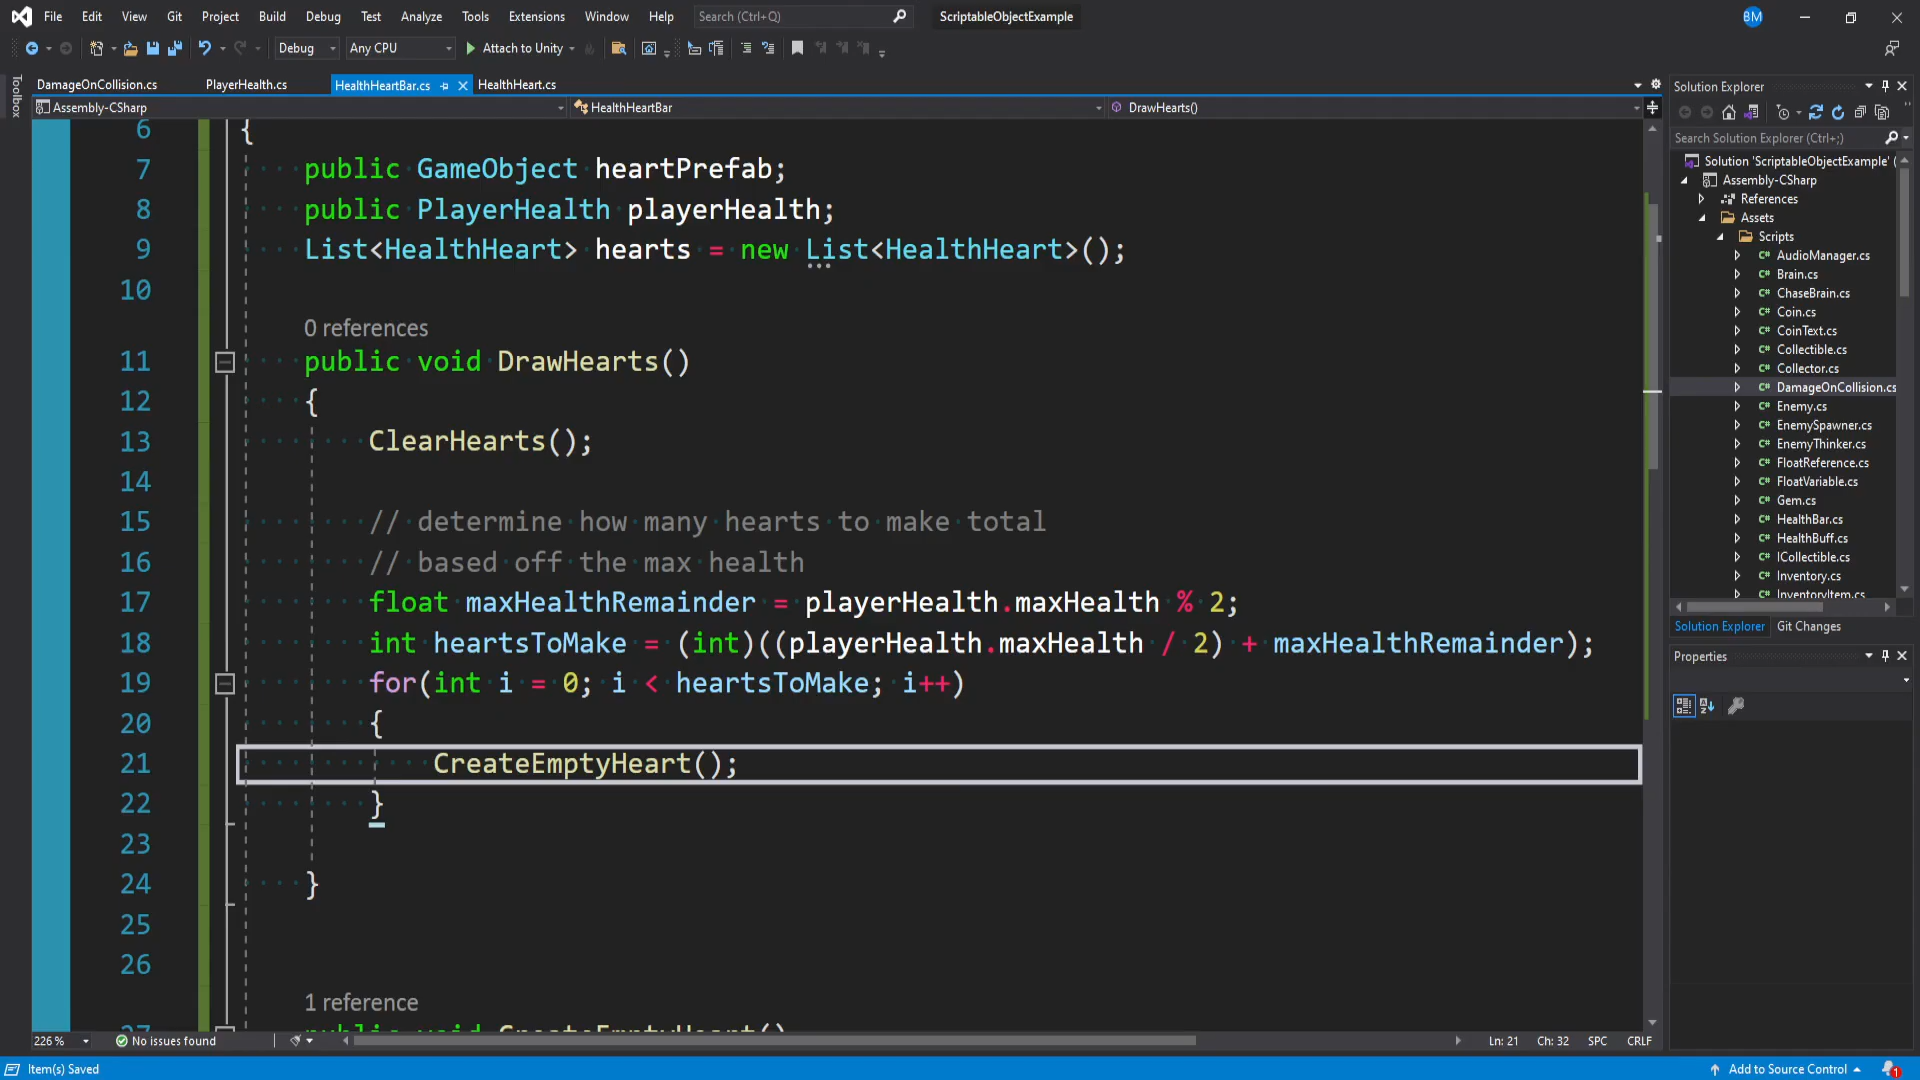 File Edit View Git Project Build Debug Test Analyze Tools Extensions Window Help Search (Ctrl+Q) ScriptableObjectExample BM
Debug Any CPU Attach to Unity
Toolbox
DamageOnCollision.cs PlayerHealth.cs HealthHeartBar.cs HealthHeart.cs
Assembly-CSharp HealthHeartBar DrawHearts()
6 {
7 public GameObject heartPrefab;
8 public PlayerHealth playerHealth;
9 List<HealthHeart> hearts = new List<HealthHeart>();
10
0 references
11 public void DrawHearts()
12 {
13 ClearHearts();
14
15 // determine how many hearts to make total
16 // based off the max health
17 float maxHealthRemainder = playerHealth.maxHealth % 2;
18 int heartsToMake = (int)((playerHealth.maxHealth / 2) + maxHealthRemainder);
19 for(int i = 0; i < heartsToMake; i++)
20 {
21 CreateEmptyHeart();
22 }
23
24 }
25
26
1 reference
27 public void CreateEmptyHeart()
226 % No issues found Ln: 21 Ch: 32 SPC CRLF
Item(s) Saved Add to Source Control 1
Solution Explorer
Search Solution Explorer (Ctrl+;)
Solution 'ScriptableObjectExample' (
Assembly-CSharp
References
Assets
Scripts
C# AudioManager.cs
C# Brain.cs
C# ChaseBrain.cs
C# Coin.cs
C# CoinText.cs
C# Collectible.cs
C# Collector.cs
C# DamageOnCollision.cs
C# Enemy.cs
C# EnemySpawner.cs
C# EnemyThinker.cs
C# FloatReference.cs
C# FloatVariable.cs
C# Gem.cs
C# HealthBar.cs
C# HealthBuff.cs
C# ICollectible.cs
C# Inventory.cs
C# InventoryItem.cs
Solution Explorer Git Changes
Properties